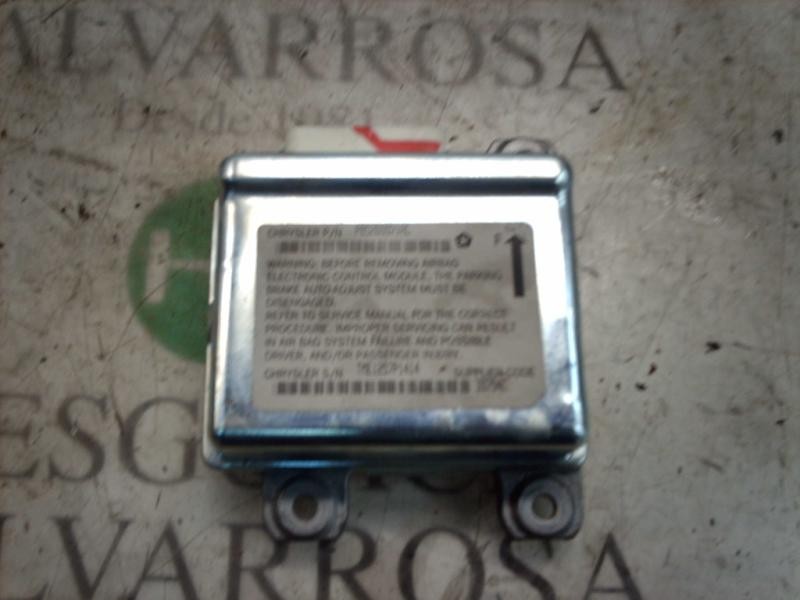 ALVARROSA
Desde 1981
CHRYSLER P/N
F
WARNING: BEFORE REMOVING AIRBAG
ELECTRONIC CONTROL MODULE, THE PARKING
BRAKE AUTO-ADJUST SYSTEM MUST BE
DISENGAGED.
REFER TO SERVICE MANUAL FOR THE CORRECT
PROCEDURE. IMPROPER SERVICING CAN RESULT
IN AIR BAG SYSTEM FAILURE AND POSSIBLE
DRIVER, AND/OR PASSENGER INJURY.
CHRYSLER S/N SUPPLIER CODE
ALVARROSA